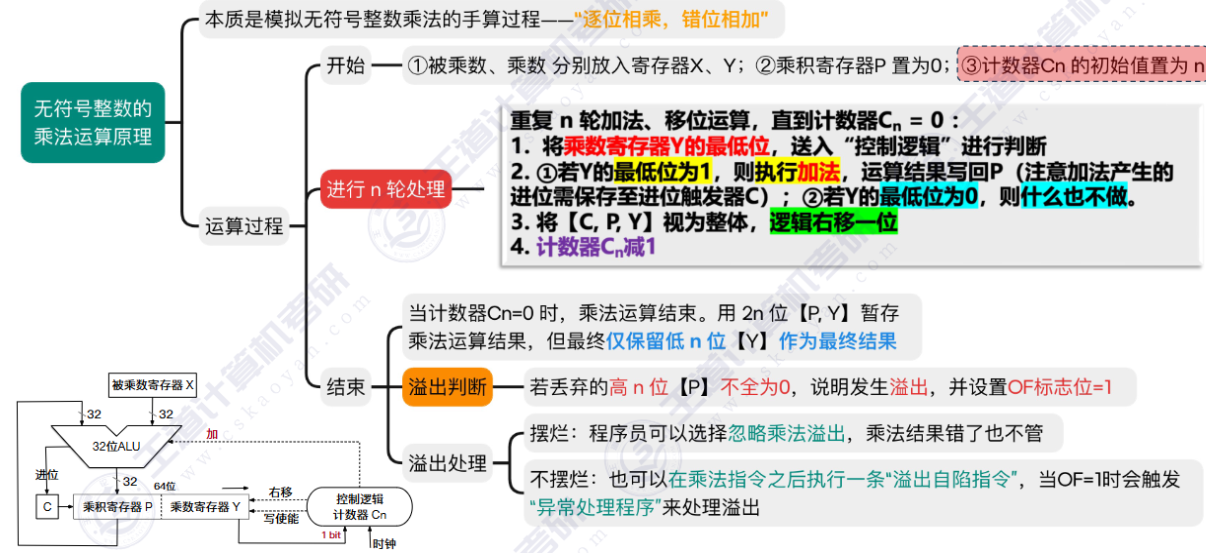 本质是模拟无符号整数乘法的手算过程——“逐位相乘，错位相加”
无符号整数的
乘法运算原理
运算过程
开始
①被乘数、乘数 分别放入寄存器X、Y；②乘积寄存器P 置为0；③计数器Cn 的初始值置为 n
进行 n 轮处理
重复 n 轮加法、移位运算，直到计数器Cn = 0：
1. 将乘数寄存器Y的最低位，送入“控制逻辑”进行判断
2. ①若Y的最低位为1，则执行加法，运算结果写回P（注意加法产生的
进位需保存至进位触发器C）；②若Y的最低位为0，则什么也不做。
3. 将【C, P, Y】视为整体，逻辑右移一位
4. 计数器Cn减1
结束
当计数器Cn=0 时，乘法运算结束。用 2n 位【P, Y】暂存
乘法运算结果，但最终仅保留低 n 位【Y】作为最终结果
溢出判断
若丢弃的高 n 位【P】不全为0，说明发生溢出，并设置OF标志位=1
溢出处理
摆烂：程序员可以选择忽略乘法溢出，乘法结果错了也不管
不摆烂：也可以在乘法指令之后执行一条“溢出自陷指令”，当OF=1时会触发
“异常处理程序”来处理溢出
被乘数寄存器 X
32
32
32位ALU
加
进位
32
64位
C
乘积寄存器 P
乘数寄存器 Y
右移
写使能
控制逻辑
计数器 Cn
1 bit
时钟
王道计算机考研
www.cskaoyan.com